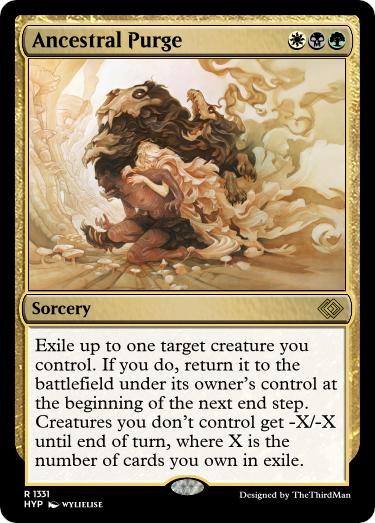 Ancestral Purge
Sorcery
Exile up to one target creature you
control. If you do, return it to the
battlefield under its owner's control at
the beginning of the next end step.
Creatures you don't control get -X/-X
until end of turn, where X is the
number of cards you own in exile.
R 1331
HYP WYLIELISE
Designed by TheThirdMan